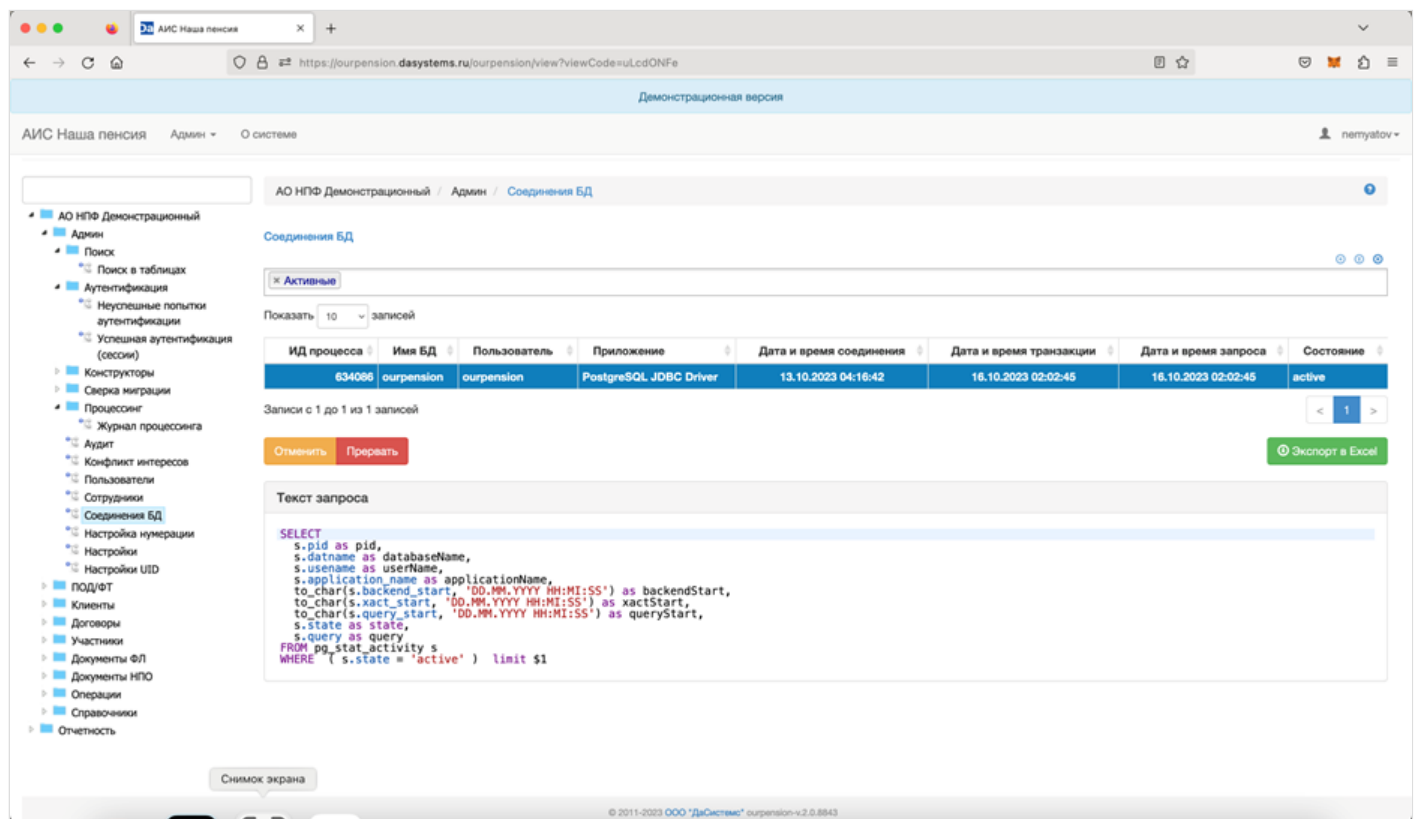 Da АИС Наша пенсия
https://ourpension.dasystems.ru/ourpension/view?viewCode=uLcdONFe
Демонстрационная версия
АИС Наша пенсия Админ О системе nemyatov
АО НПФ Демонстрационный / Админ / Соединения БД
АО НПФ Демонстрационный
Админ
Поиск
Поиск в таблицах
Аутентификация
Неуспешные попытки
аутентификации
Успешная аутентификация
(сессии)
Конструкторы
Сверка миграции
Процессинг
Журнал процессинга
Аудит
Конфликт интересов
Пользователи
Сотрудники
Соединения БД
Настройка нумерации
Настройки
Настройки UID
ПОД/ФТ
Клиенты
Договоры
Участники
Документы ФЛ
Документы НПО
Операции
Справочники
Отчетность
Соединения БД
× Активные
Показать 10 записей
ИД процесса Имя БД Пользователь Приложение Дата и время соединения Дата и время транзакции Дата и время запроса Состояние
634086 ourpension ourpension PostgreSQL JDBC Driver 13.10.2023 04:16:42 16.10.2023 02:02:45 16.10.2023 02:02:45 active
Записи с 1 до 1 из 1 записей < 1 >
Отменить Прервать Экспорт в Excel
Текст запроса
SELECT
s.pid as pid,
s.datname as databaseName,
s.usename as userName,
s.application_name as applicationName,
to_char(s.backend_start, 'DD.MM.YYYY HH:MI:SS') as backendStart,
to_char(s.xact_start, 'DD.MM.YYYY HH:MI:SS') as xactStart,
to_char(s.query_start, 'DD.MM.YYYY HH:MI:SS') as queryStart,
s.state as state,
s.query as query
FROM pg_stat_activity s
WHERE ( s.state = 'active' ) limit $1
Снимок экрана
© 2011-2023 ООО "ДаСистемс" ourpension-v.2.0.8843